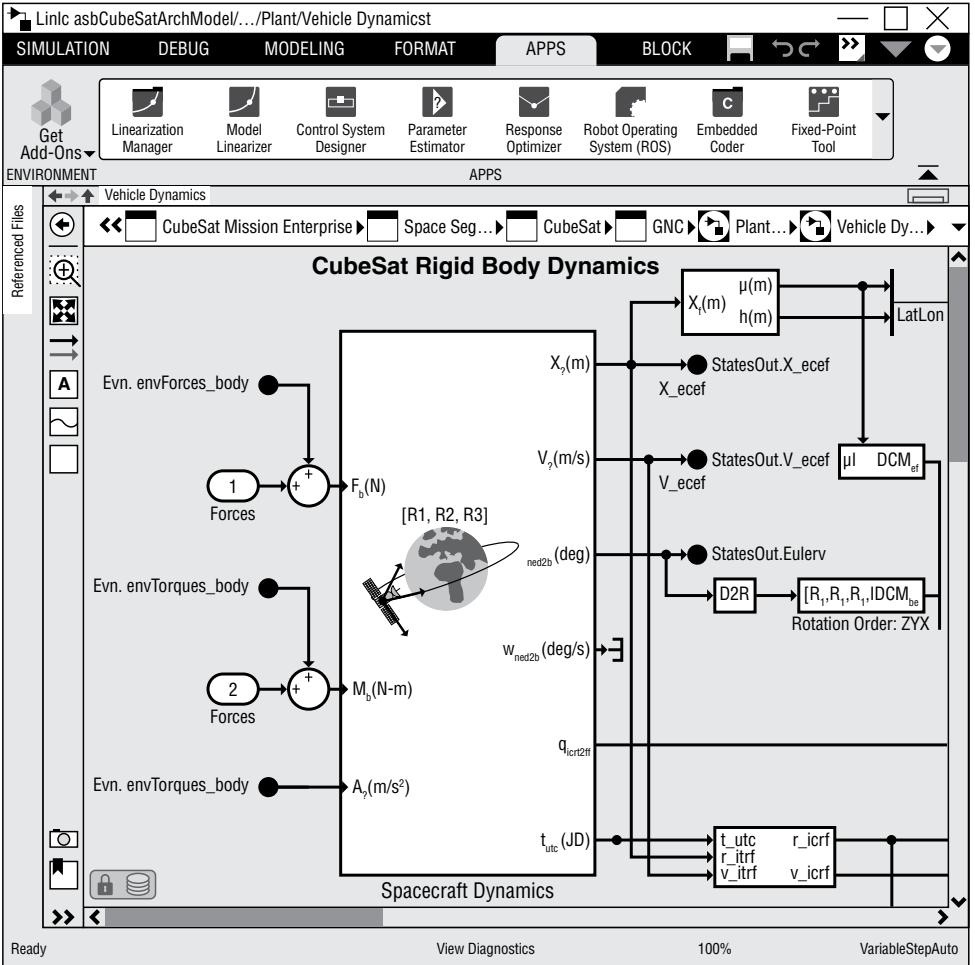 Linlc asbCubeSatArchModel/.../Plant/Vehicle Dynamicst
SIMULATION DEBUG MODELING FORMAT APPS BLOCK
Get
Add-Ons
Linearization
Manager
Model
Linearizer
Control System
Designer
Parameter
Estimator
Response
Optimizer
Robot Operating
System (ROS)
C
Embedded
Coder
Fixed-Point
Tool
ENVIRONMENT APPS
Vehicle Dynamics
Referenced Files
CubeSat Mission Enterprise Space Seg... CubeSat GNC Plant... Vehicle Dy...
A
CubeSat Rigid Body Dynamics
X_f(m) μ(m)
h(m)
LatLon
Evn. envForces_body
1
Forces
+
+
F_b(N)
X_?(m)
StatesOut.X_ecef
X_ecef
V_?(m/s)
StatesOut.V_ecef
V_ecef
μl DCM_ef
[R1, R2, R3]
ned2b(deg)
StatesOut.Eulerv
D2R
[R_1,R_1,R_1,IDCM_be
Rotation Order: ZYX
Evn. envTorques_body
2
Forces
+
+
M_b(N-m)
w_ned2b(deg/s)
q_icrt2ff
Evn. envTorques_body
A_?(m/s²)
t_utc(JD)
t_utc r_icrf
r_itrf
v_itrf v_icrf
Spacecraft Dynamics
Ready View Diagnostics 100% VariableStepAuto